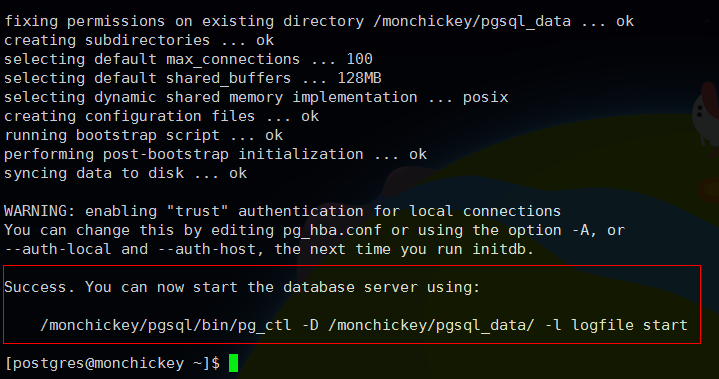 fixing permissions on existing directory /monchickey/pgsql_data ... ok
creating subdirectories ... ok
selecting default max_connections ... 100
selecting default shared_buffers ... 128MB
selecting dynamic shared memory implementation ... posix
creating configuration files ... ok
running bootstrap script ... ok
performing post-bootstrap initialization ... ok
syncing data to disk ... ok
WARNING: enabling "trust" authentication for local connections
You can change this by editing pg_hba.conf or using the option -A, or
--auth-local and --auth-host, the next time you run initdb.
Success. You can now start the database server using:
/monchickey/pgsql/bin/pg_ctl -D /monchickey/pgsql_data/ -l logfile start
[postgres@monchickey ~]$